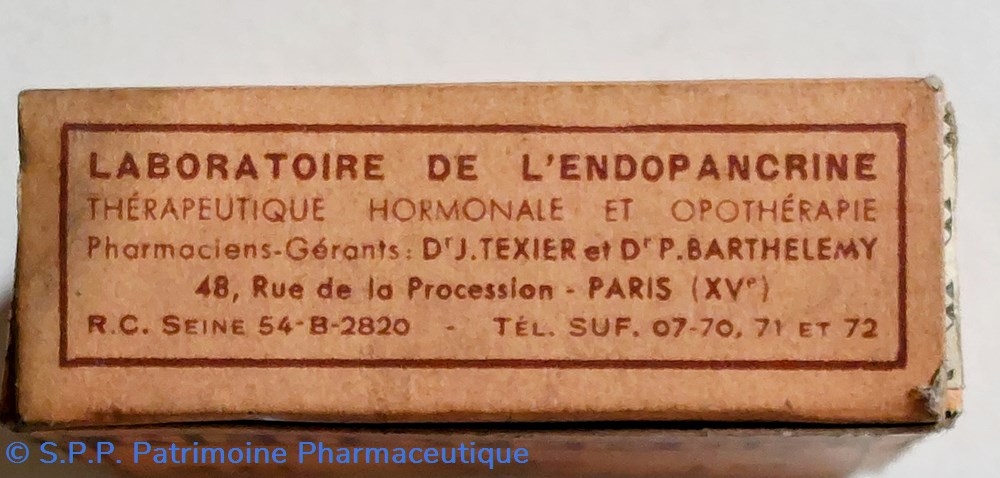 LABORATOIRE DE L'ENDOPANCRINE
THÉRAPEUTIQUE HORMONALE ET OPOTHÉRAPIE
Pharmaciens-Gérants: Dr J. TEXIER et Dr P. BARTHELEMY
48, Rue de la Procession - PARIS (XVe)
R.C. SEINE 54-B-2820 - TÉL. SUF. 07-70, 71 ET 72
© S.P.P. Patrimoine Pharmaceutique